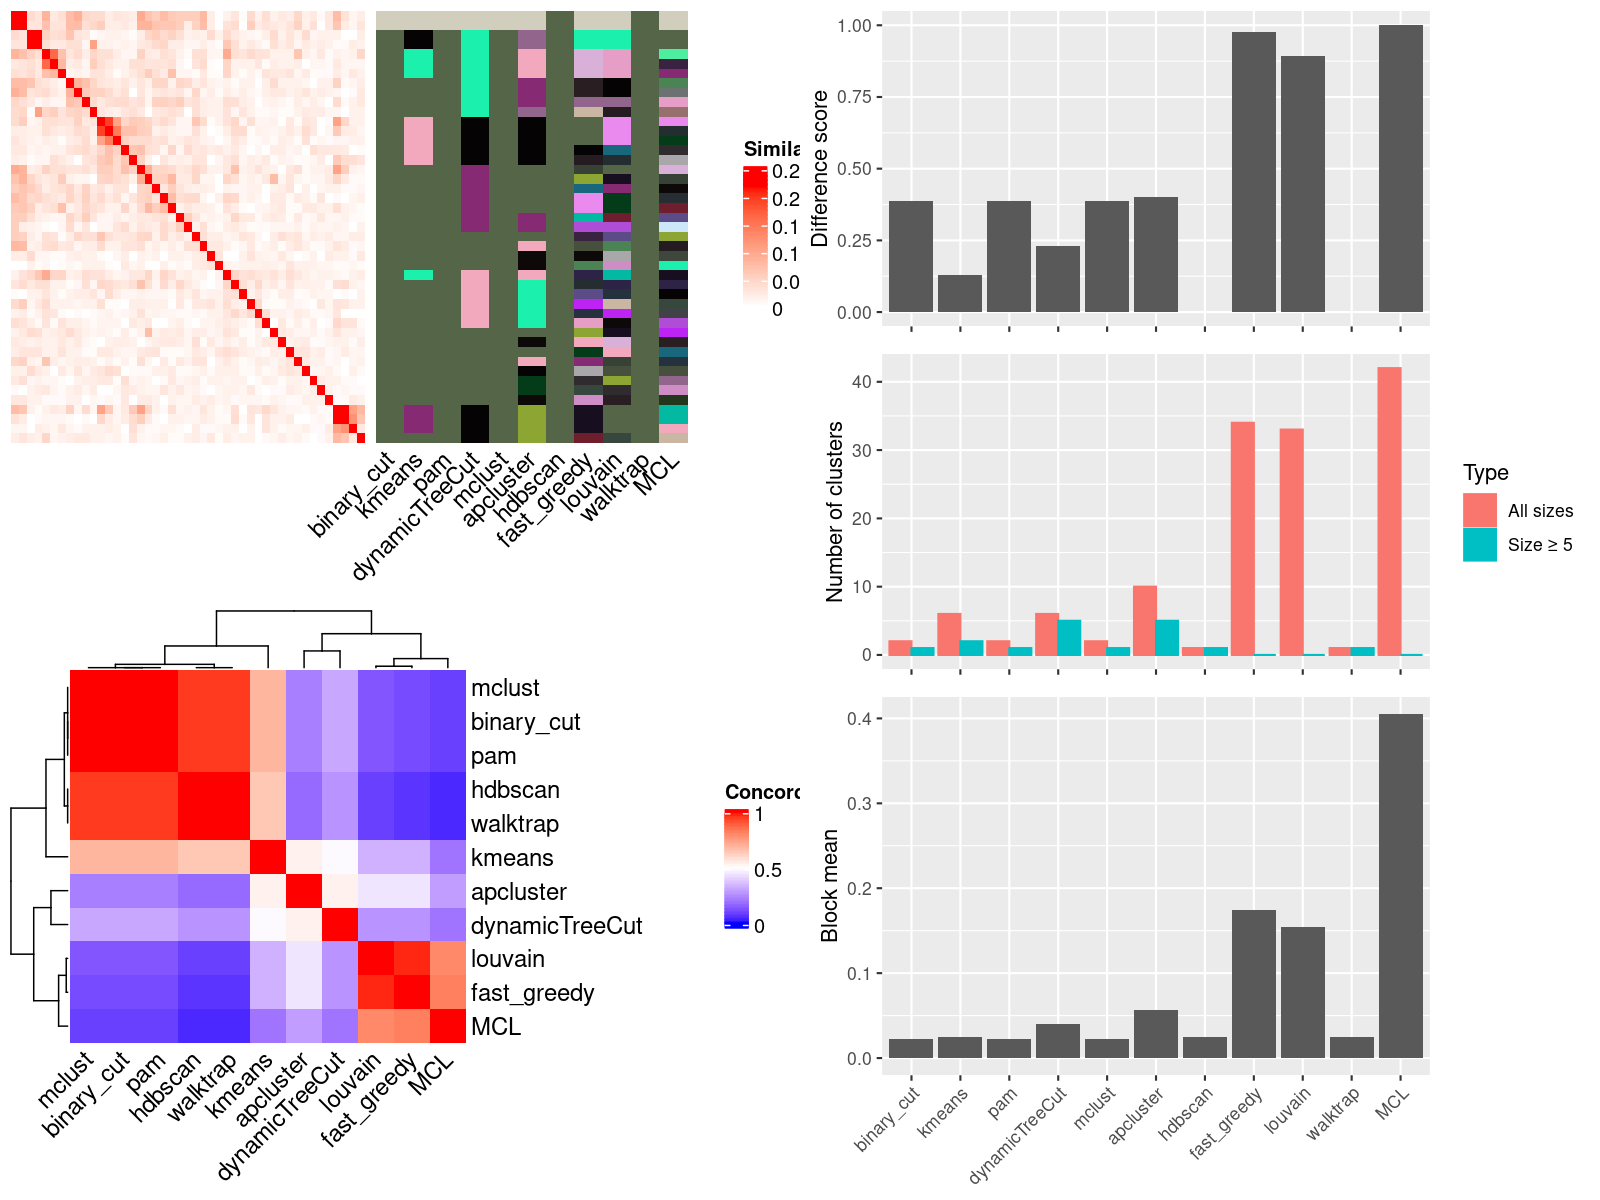 Simila
0.2
0.2
0.1
0.1
0.0
0
binary_cut
kmeans
pam
dynamicTreeCut
mclust
apcluster
hdbscan
fast_greedy
louvain
walktrap
MCL
mclust
binary_cut
pam
hdbscan
walktrap
kmeans
apcluster
dynamicTreeCut
louvain
fast_greedy
MCL
mclust
binary_cut
pam
hdbscan
walktrap
kmeans
apcluster
dynamicTreeCut
louvain
fast_greedy
MCL
Concord
1
0.5
0
Difference score
1.00
0.75
0.50
0.25
0.00
Number of clusters
40
30
20
10
0
Type
All sizes
Size ≥ 5
Block mean
0.4
0.3
0.2
0.1
0.0
binary_cut
kmeans
pam
dynamicTreeCut
mclust
apcluster
hdbscan
fast_greedy
louvain
walktrap
MCL